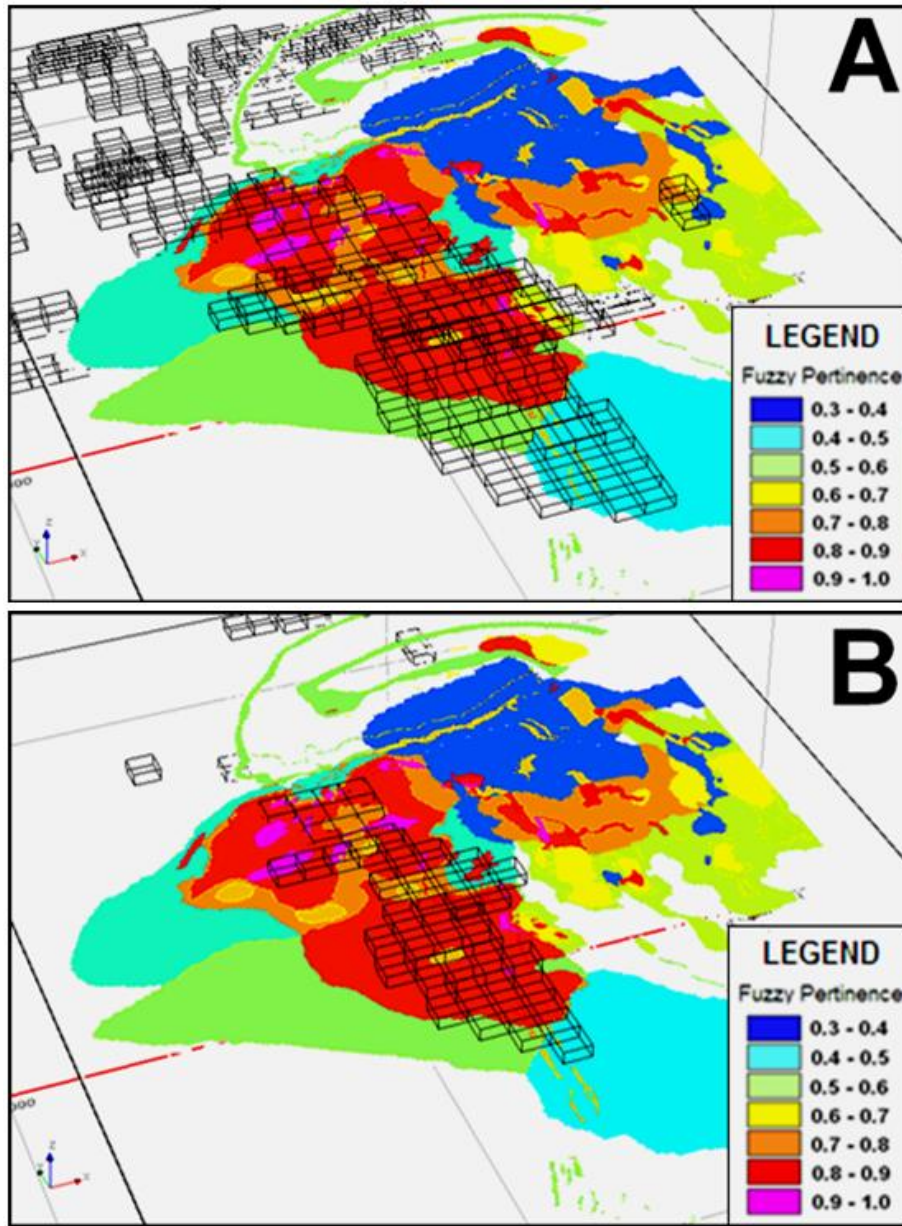 A
LEGEND
Fuzzy Pertinence
0.3 - 0.4
0.4 - 0.5
0.5 - 0.6
0.6 - 0.7
0.7 - 0.8
0.8 - 0.9
0.9 - 1.0
Z
X
B
LEGEND
Fuzzy Pertinence
0.3 - 0.4
0.4 - 0.5
0.5 - 0.6
0.6 - 0.7
0.7 - 0.8
0.8 - 0.9
0.9 - 1.0
Z
X